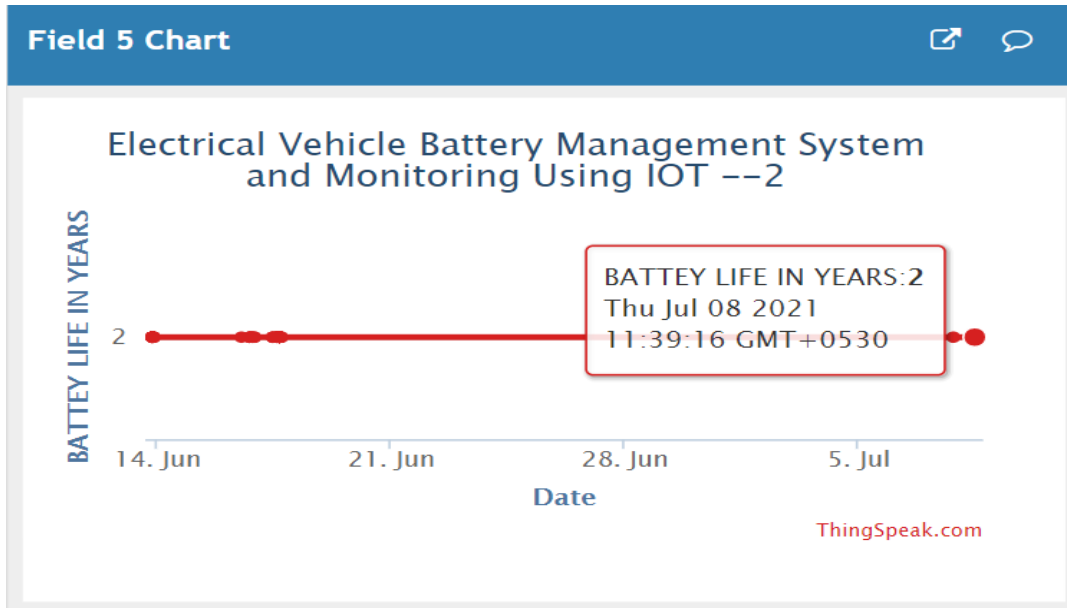 Field 5 Chart
Electrical Vehicle Battery Management System
and Monitoring Using IOT --2
BATTEY LIFE IN YEARS
BATTEY LIFE IN YEARS:2
Thu Jul 08 2021
11:39:16 GMT+0530
2
14. Jun
21. Jun
28. Jun
5. Jul
Date
ThingSpeak.com